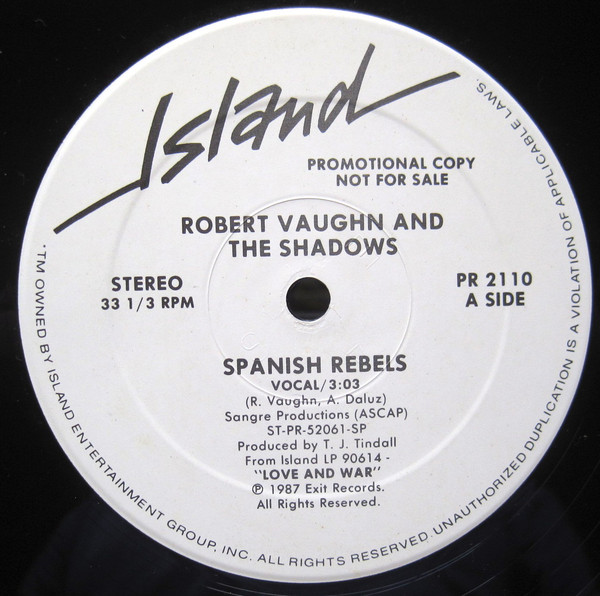 Island
PROMOTIONAL COPY
NOT FOR SALE
ROBERT VAUGHN AND
THE SHADOWS
STEREO
33 1/3 RPM
PR 2110
A SIDE
SPANISH REBELS
VOCAL/3:03
(R. Vaughn, A. Daluz)
Sangre Productions (ASCAP)
ST-PR-52061-SP
Produced by T. J. Tindall
From Island LP 90614 -
"LOVE AND WAR"
℗ 1987 Exit Records.
All Rights Reserved.
*TM OWNED BY ISLAND ENTERTAINMENT GROUP, INC. ALL RIGHTS RESERVED. UNAUTHORIZED DUPLICATION IS A VIOLATION OF APPLICABLE LAWS.